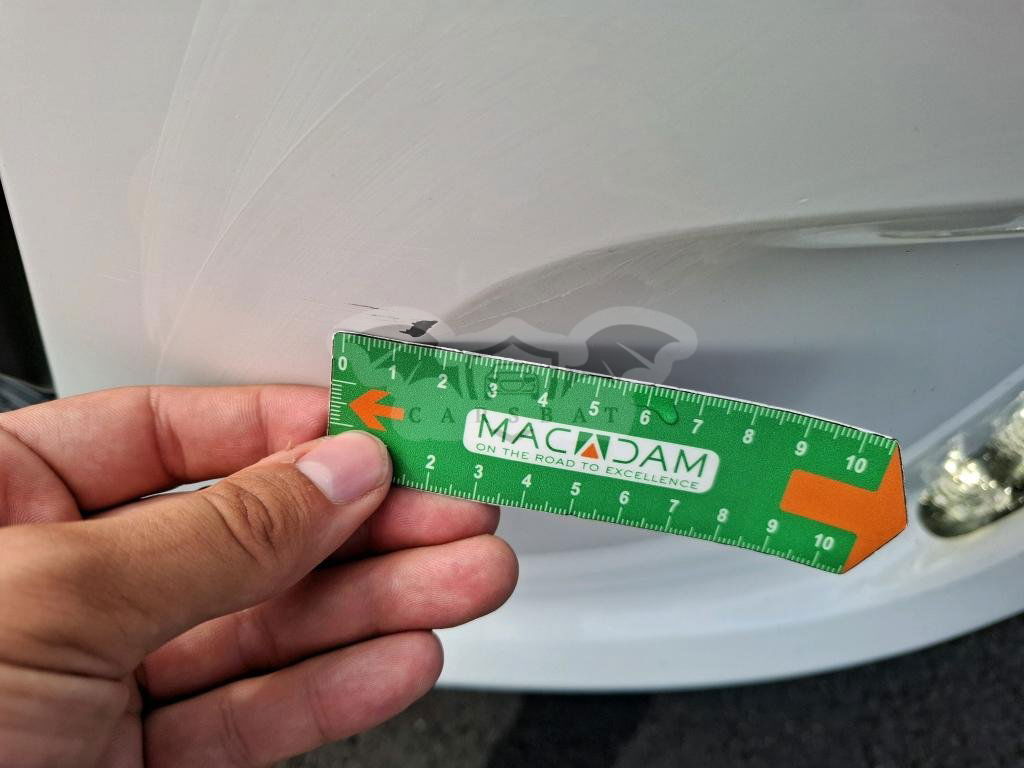 0 1 2 3 4 5 6 7 8 9 10
CARSBAT
MACADAM
ON THE ROAD TO EXCELLENCE
2 3 4 5 6 7 8 9 10